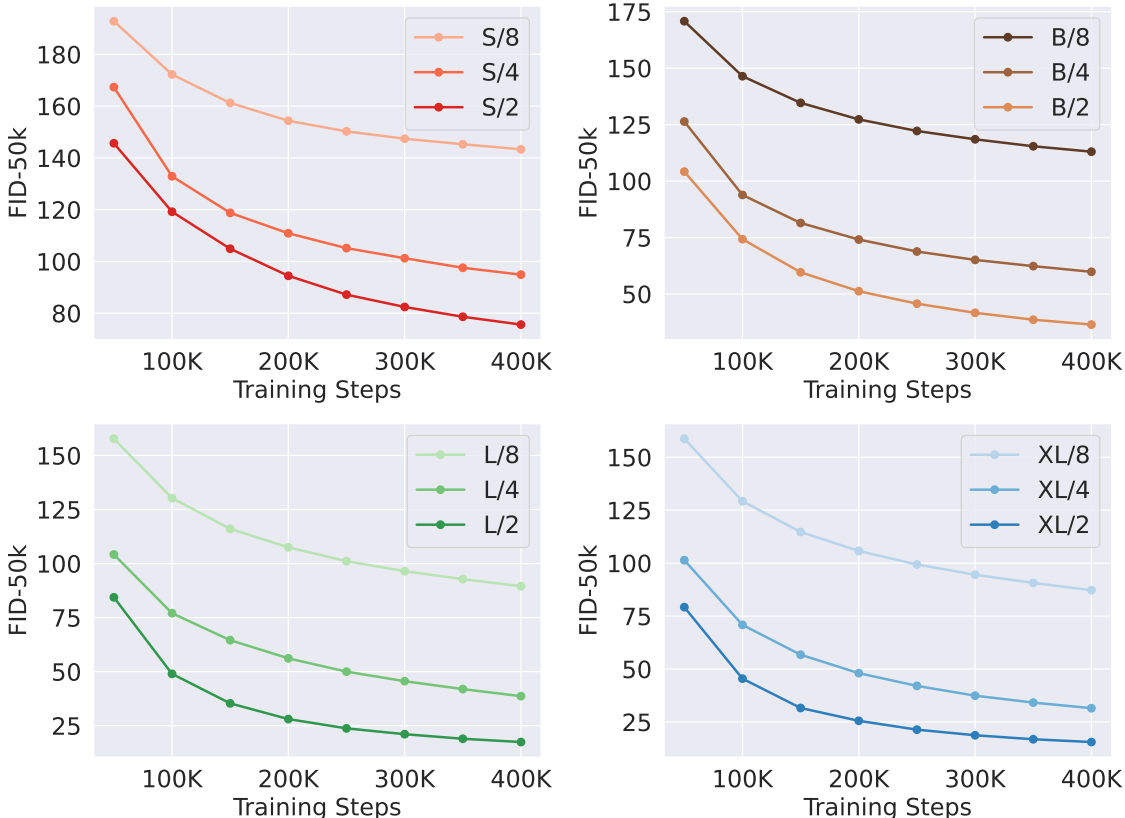 FID-50k
180
160
140
120
100
80
S/8
S/4
S/2
100K 200K 300K 400K
Training Steps
FID-50k
175
150
125
100
75
50
B/8
B/4
B/2
100K 200K 300K 400K
Training Steps
FID-50k
150
125
100
75
50
25
L/8
L/4
L/2
100K 200K 300K 400K
Training Steps
FID-50k
150
125
100
75
50
25
XL/8
XL/4
XL/2
100K 200K 300K 400K
Training Steps